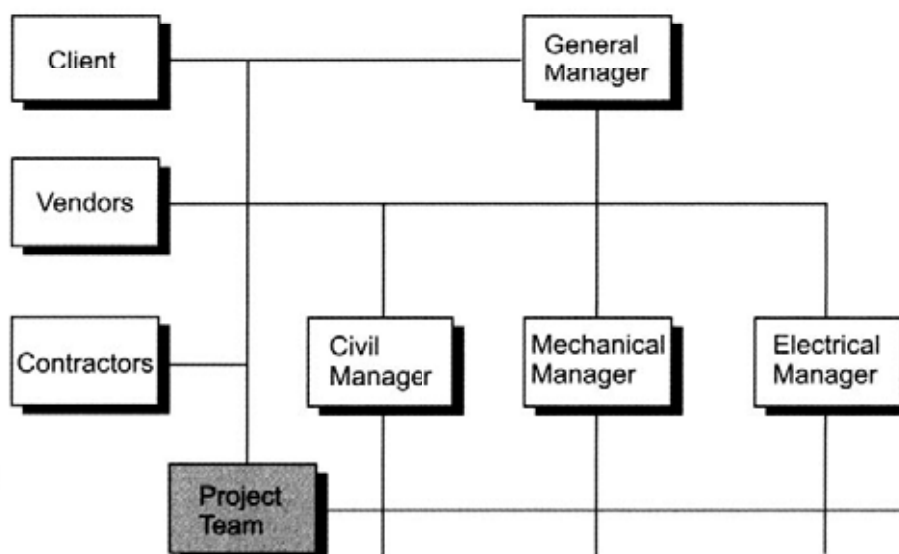 Client
General
Manager
Vendors
Contractors
Civil
Manager
Mechanical
Manager
Electrical
Manager
Project
Team